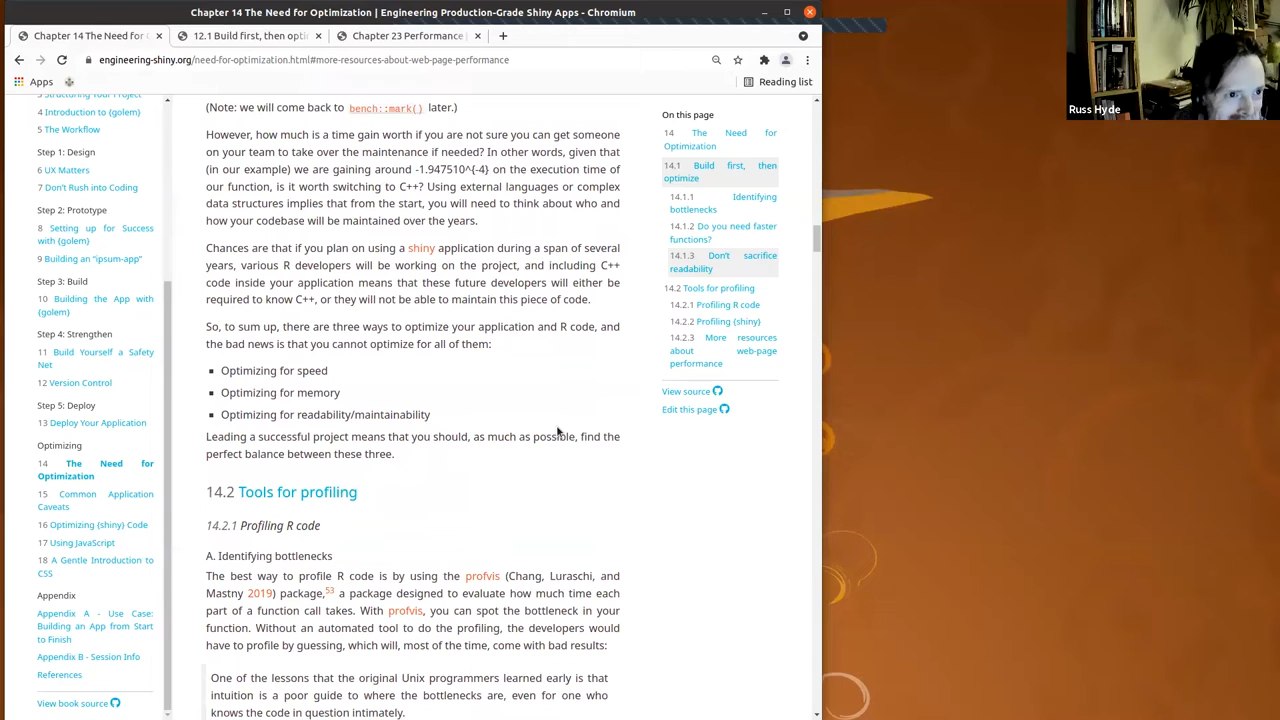 Chapter 14 The Need for Optimization | Engineering Production-Grade Shiny Apps - Chromium
Chapter 14 The Need for O
12.1 Build first, then opti
Chapter 23 Performance
engineering-shiny.org/need-for-optimization.html#more-resources-about-web-page-performance
Apps
Reading list
Russ Hyde
3 Structuring Your Project
4 Introduction to {golem}
5 The Workflow
Step 1: Design
6 UX Matters
7 Don't Rush into Coding
Step 2: Prototype
8 Setting up for Success
with {golem}
9 Building an "ipsum-app"
Step 3: Build
10 Building the App with
{golem}
Step 4: Strengthen
11 Build Yourself a Safety
Net
12 Version Control
Step 5: Deploy
13 Deploy Your Application
Optimizing
14 The Need for
Optimization
15 Common Application
Caveats
16 Optimizing {shiny} Code
17 Using JavaScript
18 A Gentle Introduction to
CSS
Appendix
Appendix A - Use Case:
Building an App from Start
to Finish
Appendix B - Session Info
References
View book source
(Note: we will come back to bench::mark() later.)
However, how much is a time gain worth if you are not sure you can get someone
on your team to take over the maintenance if needed? In other words, given that
(in our example) we are gaining around -1.947510^{-4} on the execution time of
our function, is it worth switching to C++? Using external languages or complex
data structures implies that from the start, you will need to think about who and
how your codebase will be maintained over the years.
Chances are that if you plan on using a shiny application during a span of several
years, various R developers will be working on the project, and including C++
code inside your application means that these future developers will either be
required to know C++, or they will not be able to maintain this piece of code.
So, to sum up, there are three ways to optimize your application and R code, and
the bad news is that you cannot optimize for all of them:
▪ Optimizing for speed
▪ Optimizing for memory
▪ Optimizing for readability/maintainability
Leading a successful project means that you should, as much as possible, find the
perfect balance between these three.
14.2 Tools for profiling
14.2.1 Profiling R code
A. Identifying bottlenecks
The best way to profile R code is by using the profvis (Chang, Luraschi, and
Mastny 2019) package,53 a package designed to evaluate how much time each
part of a function call takes. With profvis, you can spot the bottleneck in your
function. Without an automated tool to do the profiling, the developers would
have to profile by guessing, which will, most of the time, come with bad results:
One of the lessons that the original Unix programmers learned early is that
intuition is a poor guide to where the bottlenecks are, even for one who
knows the code in question intimately.
On this page
14 The Need for
Optimization
14.1 Build first, then
optimize
14.1.1 Identifying
bottlenecks
14.1.2 Do you need faster
functions?
14.1.3 Don't sacrifice
readability
14.2 Tools for profiling
14.2.1 Profiling R code
14.2.2 Profiling {shiny}
14.2.3 More resources
about web-page
performance
View source
Edit this page